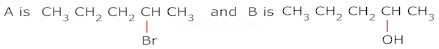 A is CH₃ CH₂ CH₂ CH CH₃ and B is CH₃ CH₂ CH₂ CH CH₃
Br OH